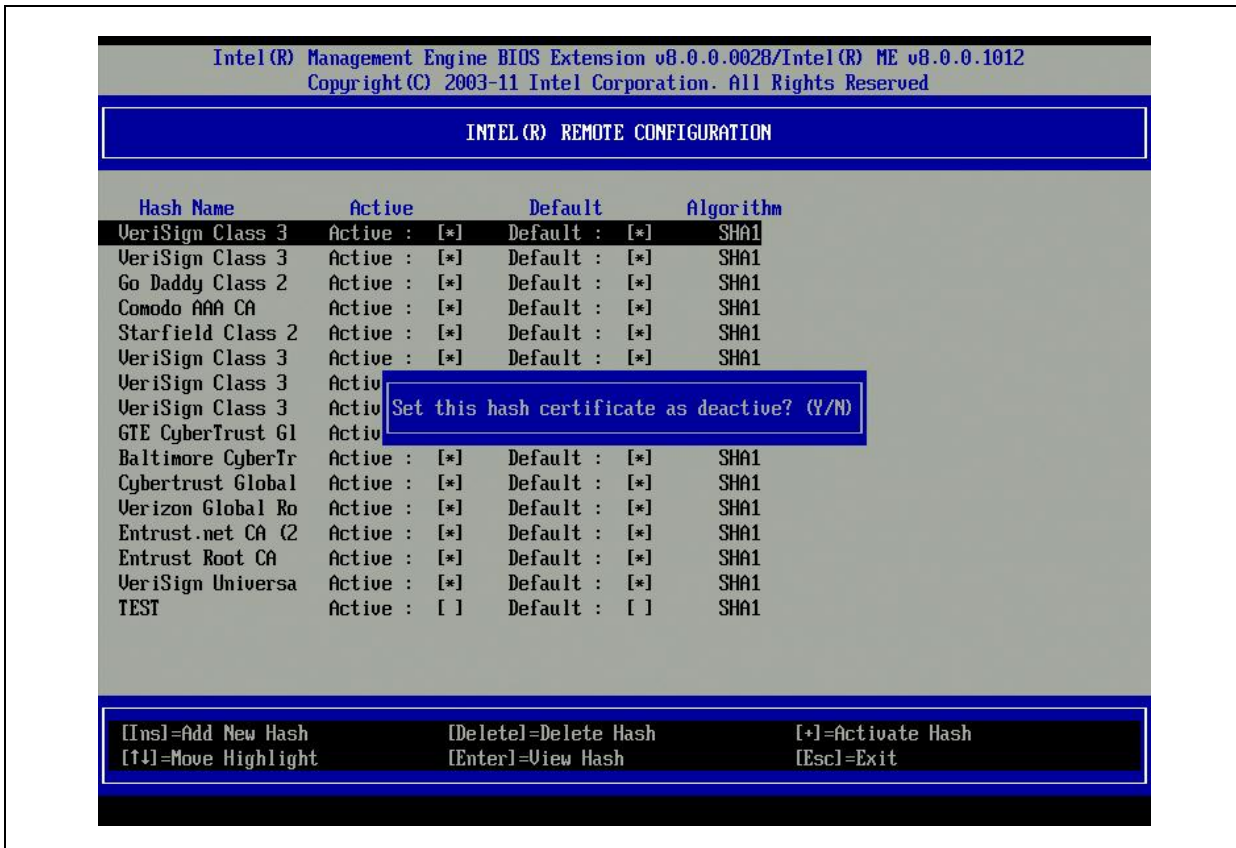 Intel(R) Management Engine BIOS Extension v8.0.0.0028/Intel(R) ME v8.0.0.1012
Copyright(C) 2003-11 Intel Corporation. All Rights Reserved
INTEL(R) REMOTE CONFIGURATION
Hash Name Active Default Algorithm
VeriSign Class 3 Active : [*] Default : [*] SHA1
VeriSign Class 3 Active : [*] Default : [*] SHA1
Go Daddy Class 2 Active : [*] Default : [*] SHA1
Comodo AAA CA Active : [*] Default : [*] SHA1
Starfield Class 2 Active : [*] Default : [*] SHA1
VeriSign Class 3 Active : [*] Default : [*] SHA1
VeriSign Class 3 Activ
VeriSign Class 3 Activ
Set this hash certificate as deactive? (Y/N)
GTE CyberTrust Gl Activ
Baltimore CyberTr Active : [*] Default : [*] SHA1
Cybertrust Global Active : [*] Default : [*] SHA1
Verizon Global Ro Active : [*] Default : [*] SHA1
Entrust.net CA (2 Active : [*] Default : [*] SHA1
Entrust Root CA Active : [*] Default : [*] SHA1
VeriSign Universa Active : [*] Default : [*] SHA1
TEST Active : [ ] Default : [ ] SHA1
[Ins]=Add New Hash [Delete]=Delete Hash [+]=Activate Hash
[↑↓]=Move Highlight [Enter]=View Hash [Esc]=Exit